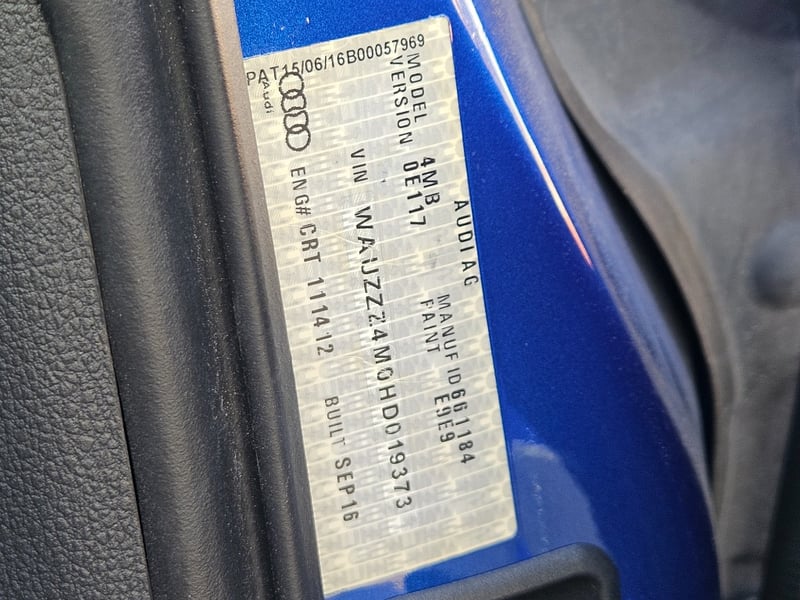 PAT15/06/16B00057969
Audi
AUDI AG
MODEL 4MB MANUF ID 661184
VERSION 0E117 PAINT E9E9
VIN WAUZZZ4M0HD019373
ENG# CRT 111412 BUILT SEP16